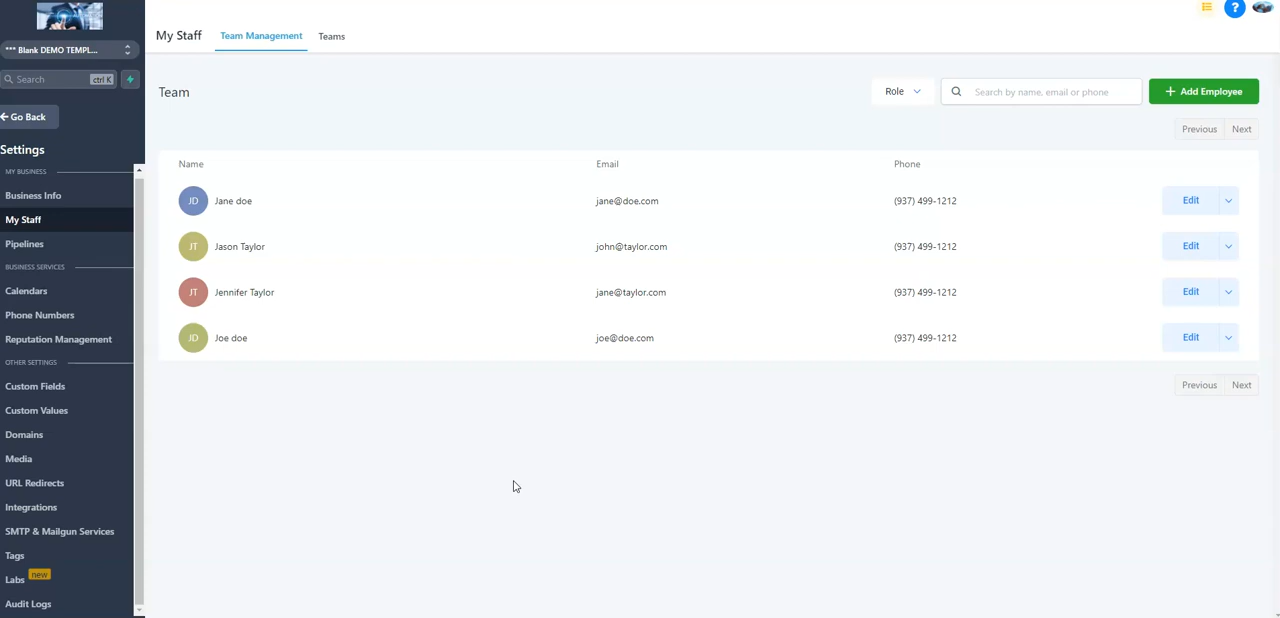 *** Blank DEMO TEMPL...
Search
ctrl K
Go Back
Settings
MY BUSINESS
Business Info
My Staff
Pipelines
BUSINESS SERVICES
Calendars
Phone Numbers
Reputation Management
OTHER SETTINGS
Custom Fields
Custom Values
Domains
Media
URL Redirects
Integrations
SMTP & Mailgun Services
Tags
Labs new
Audit Logs
?
My Staff Team Management Teams
Team Role Search by name, email or phone + Add Employee
Previous Next
Name Email Phone
JD Jane doe jane@doe.com (937) 499-1212 Edit
JT Jason Taylor john@taylor.com (937) 499-1212 Edit
JT Jennifer Taylor jane@taylor.com (937) 499-1212 Edit
JD Joe doe joe@doe.com (937) 499-1212 Edit
Previous Next